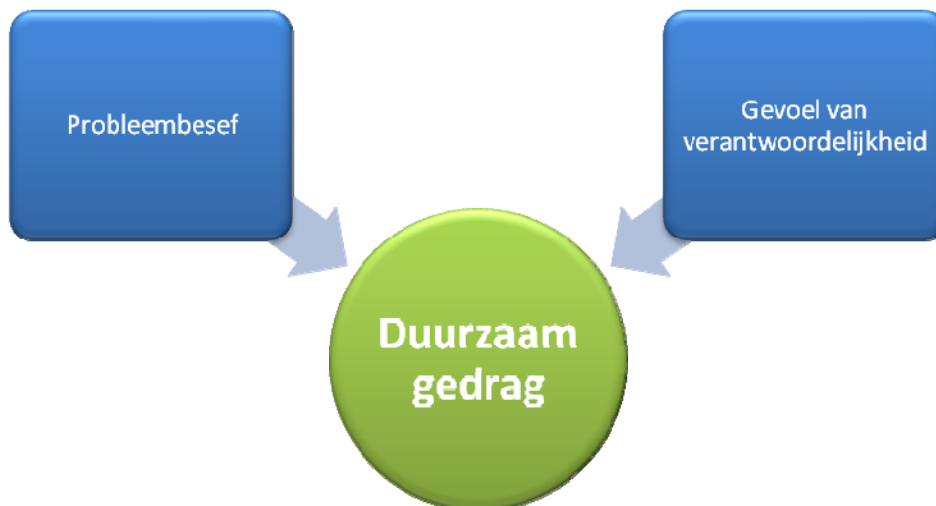 Probleembesef
Gevoel van
verantwoordelijkheid
Duurzaam
gedrag